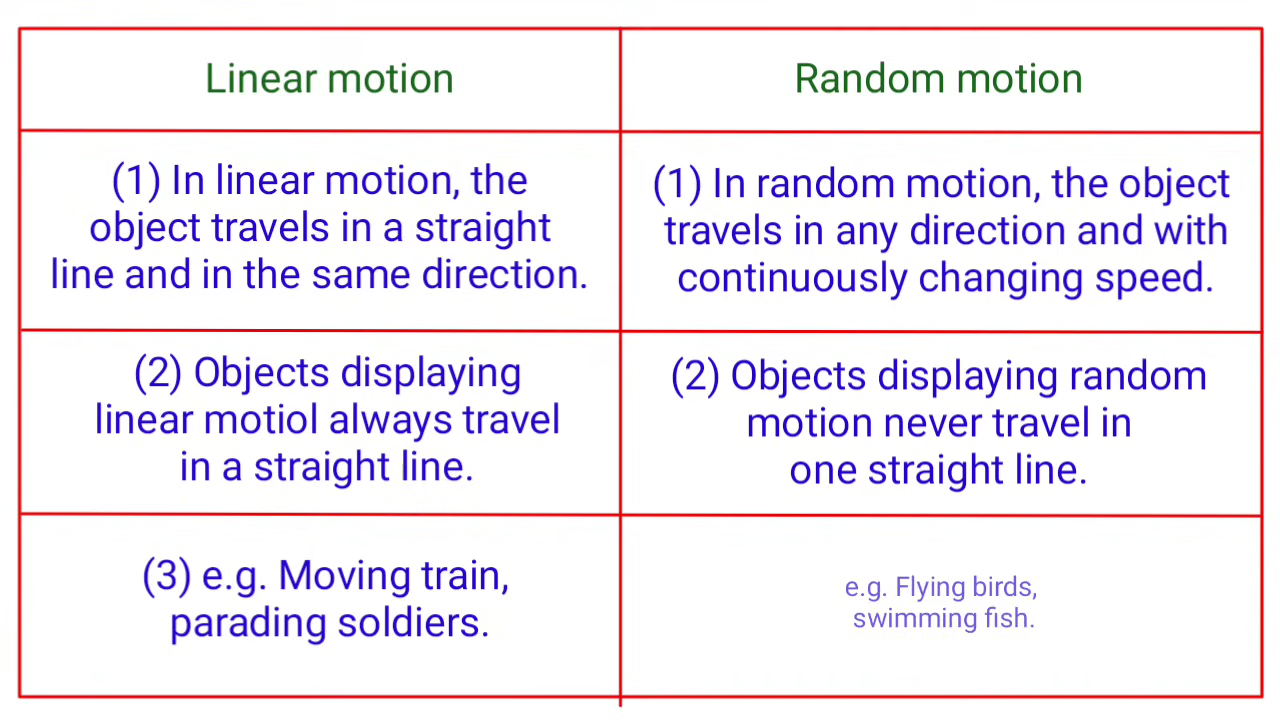 Linear motion
Random motion
(1) In linear motion, the
object travels in a straight
line and in the same direction.
(1) In random motion, the object
travels in any direction and with
continuously changing speed.
(2) Objects displaying
linear motiol always travel
in a straight line.
(2) Objects displaying random
motion never travel in
one straight line.
(3) e.g. Moving train,
parading soldiers.
e.g. Flying birds,
swimming fish.